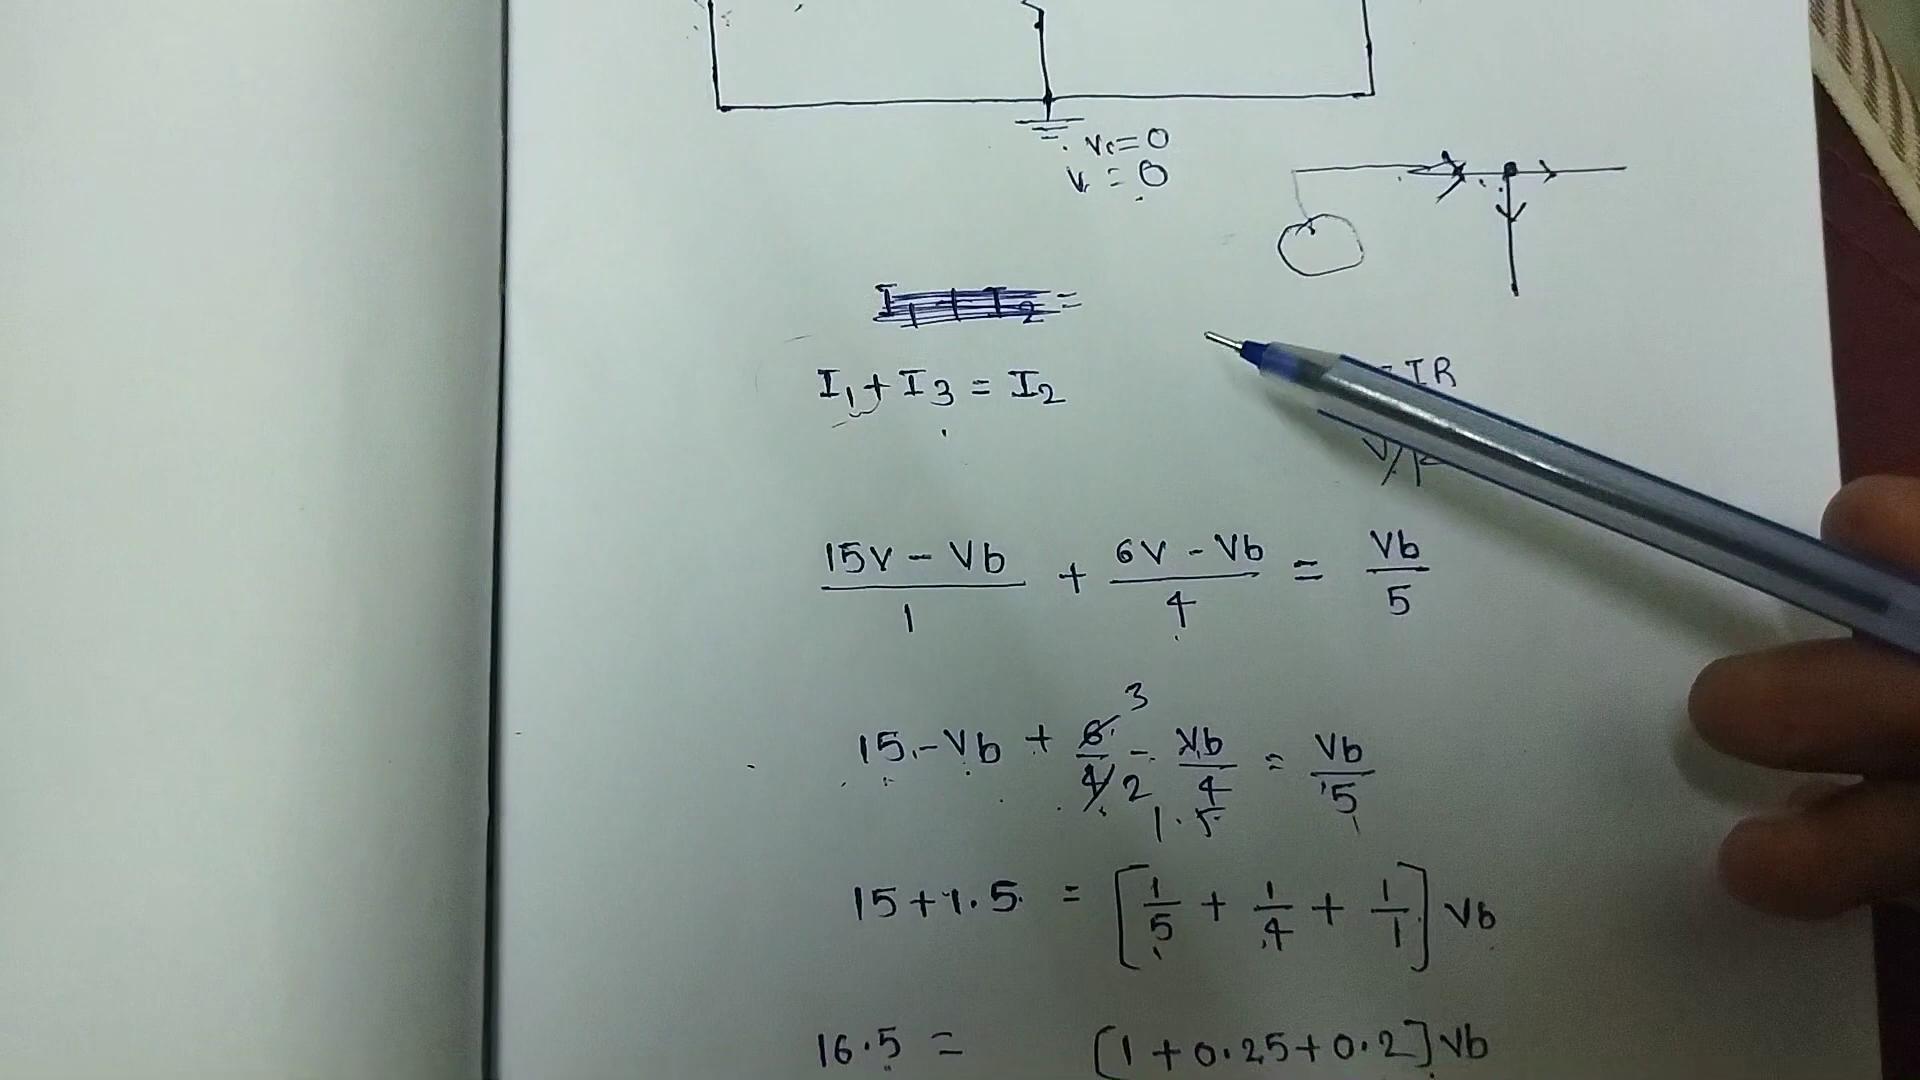 Vc=0
V = 0
I1+I2 =
= IR
I1+I3 = I2
V/R
(15V - Vb)/1 + (6V - Vb)/4 = Vb/5
3
15 - Vb + 6/4 - Vb/4 = Vb/5
2
1.5
15+1.5 = [1/5 + 1/4 + 1/1] Vb
16.5 = [1+0.25+0.2] Vb